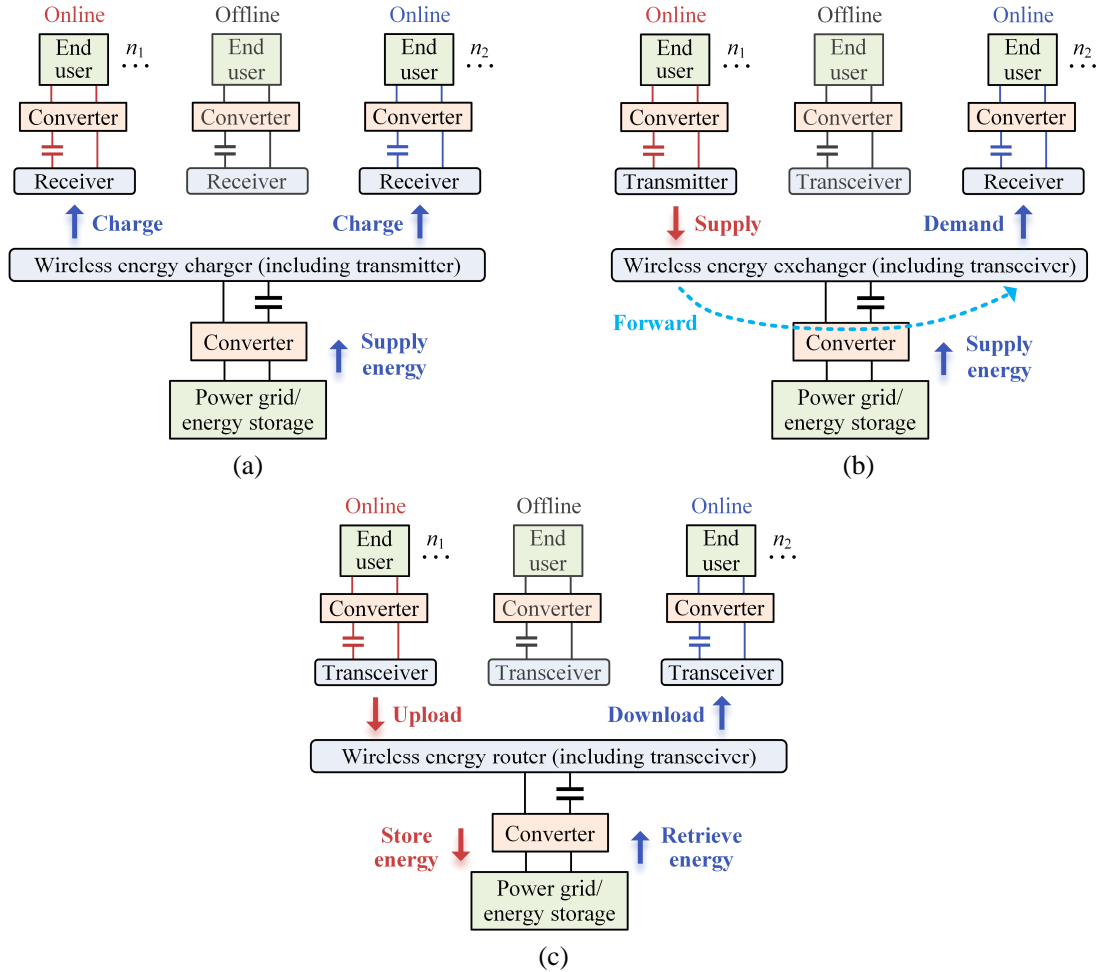 Online
Offline
Online
End
user
n1
...
End
user
End
user
n2
...
Converter
Converter
Converter
Receiver
Receiver
Receiver
Charge
Charge
Wireless energy charger (including transmitter)
Converter
Supply
energy
Power grid/
energy storage
(a)
Online
Offline
Online
End
user
n1
...
End
user
End
user
n2
...
Converter
Converter
Converter
Transmitter
Transceiver
Receiver
Supply
Demand
Wireless energy exchanger (including transceiver)
Forward
Converter
Supply
energy
Power grid/
energy storage
(b)
Online
Offline
Online
End
user
n1
...
End
user
End
user
n2
...
Converter
Converter
Converter
Transceiver
Transceiver
Transceiver
Upload
Download
Wireless energy router (including transceiver)
Store
energy
Converter
Retrieve
energy
Power grid/
energy storage
(c)